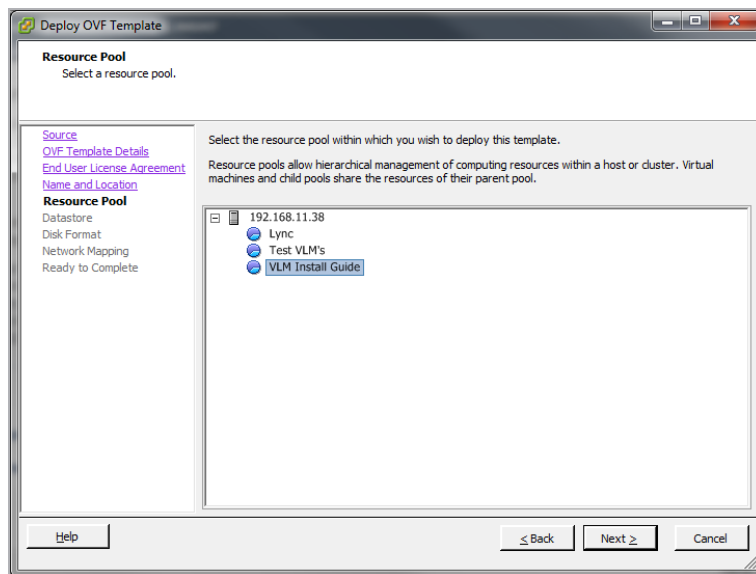 Deploy OVF Template
Resource Pool
Select a resource pool.
Source
OVF Template Details
End User License Agreement
Name and Location
Resource Pool
Datastore
Disk Format
Network Mapping
Ready to Complete
Select the resource pool within which you wish to deploy this template.
Resource pools allow hierarchical management of computing resources within a host or cluster. Virtual
machines and child pools share the resources of their parent pool.
192.168.11.38
Lync
Test VLM's
VLM Install Guide
Help
< Back
Next >
Cancel